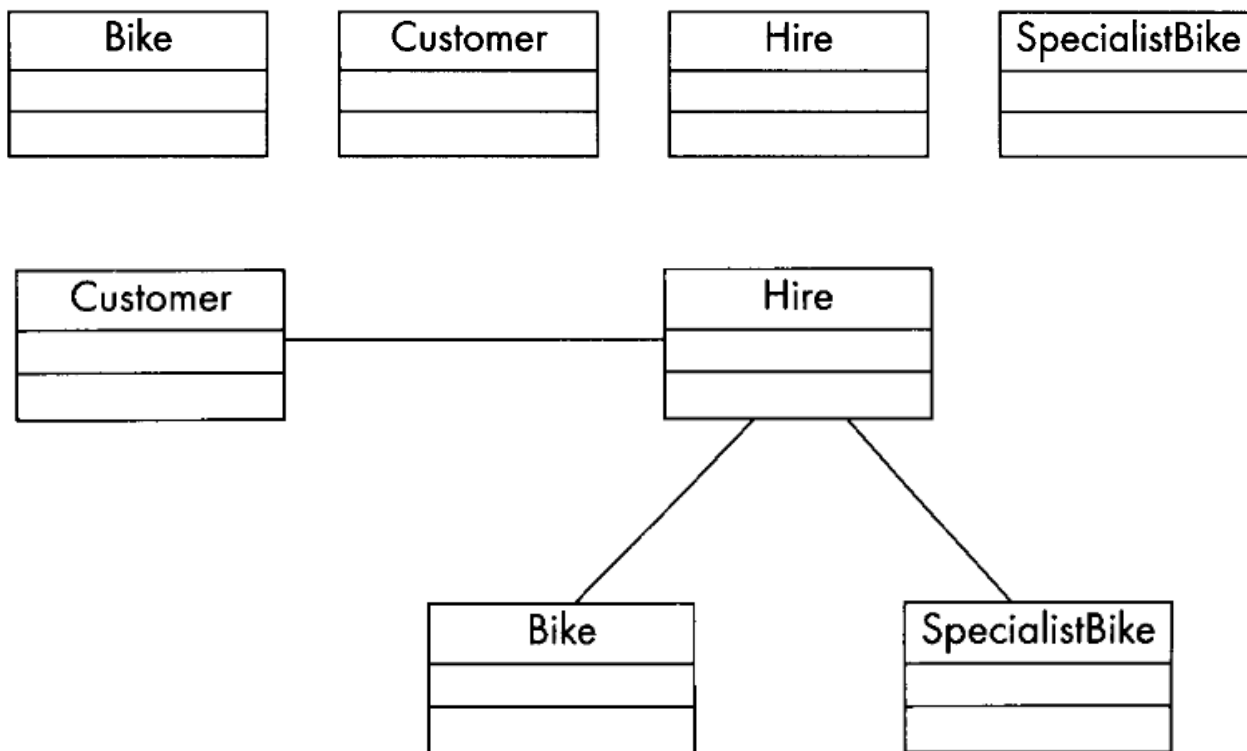 Bike
Customer
Hire
SpecialistBike
Customer
Hire
Bike
SpecialistBike